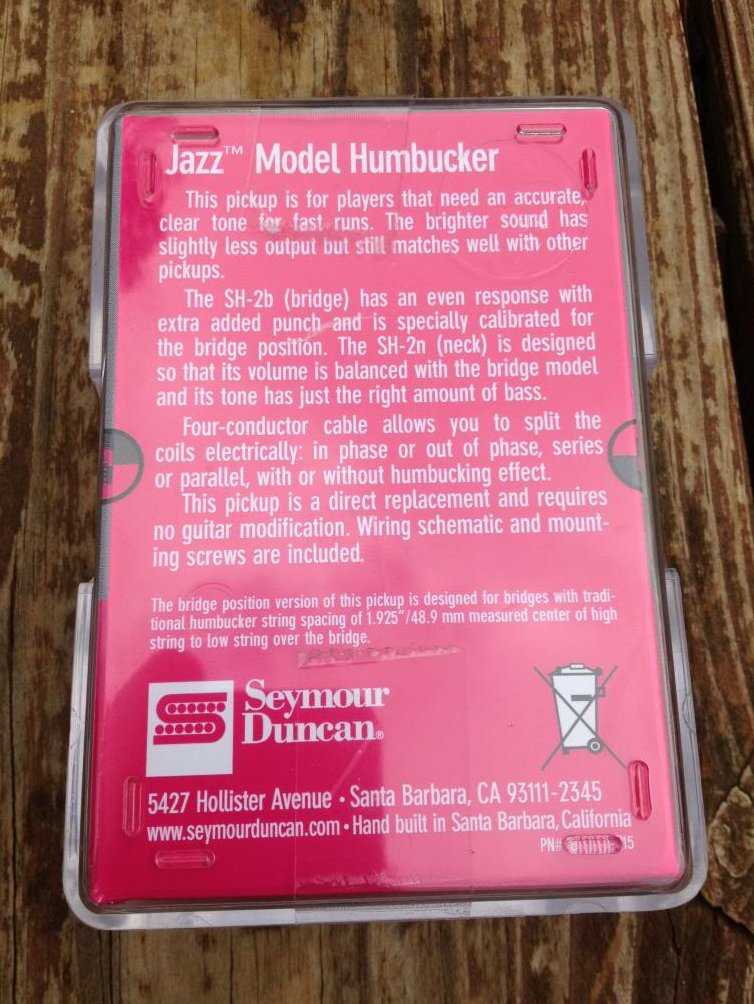 Jazz™ Model Humbucker
This pickup is for players that need an accurate,
clear tone for fast runs. The brighter sound has
slightly less output but still matches well with other
pickups.
The SH-2b (bridge) has an even response with
extra added punch and is specially calibrated for
the bridge position. The SH-2n (neck) is designed
so that its volume is balanced with the bridge model
and its tone has just the right amount of bass.
Four-conductor cable allows you to split the
coils electrically: in phase or out of phase, series
or parallel, with or without humbucking effect.
This pickup is a direct replacement and requires
no guitar modification. Wiring schematic and mount-
ing screws are included.
The bridge position version of this pickup is designed for bridges with tradi-
tional humbucker string spacing of 1.925"/48.9 mm measured center of high
string to low string over the bridge.
Seymour
Duncan®
5427 Hollister Avenue • Santa Barbara, CA 93111-2345
www.seymourduncan.com • Hand built in Santa Barbara, California
PN#